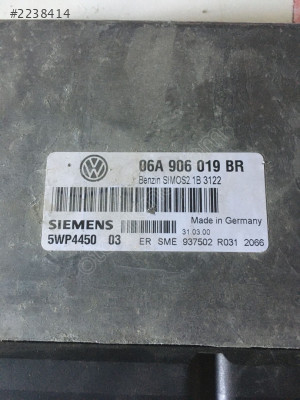 #2238414
06A 906 019 BR
Benzin SIMOS2.1B 3122
Made in Germany
SIEMENS
31.03.00
5WP4450 03 ER SME 937502 R031 2066